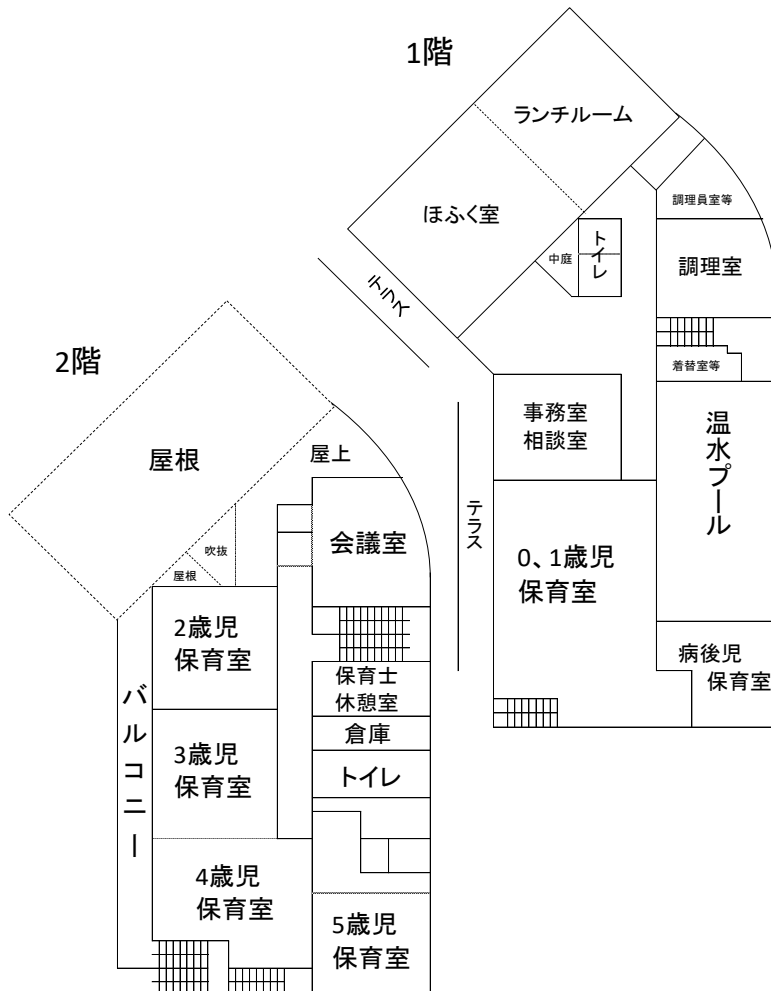 1階
ランチルーム
ほふく室
調理員室等
中庭
トイレ
調理室
テラス
着替室等
事務室
相談室
温水プール
テラス
0、1歳児
保育室
病後児
保育室
2階
屋根
屋上
会議室
吹抜
屋根
2歳児
保育室
バルコニー
保育士
休憩室
倉庫
3歳児
保育室
トイレ
4歳児
保育室
5歳児
保育室